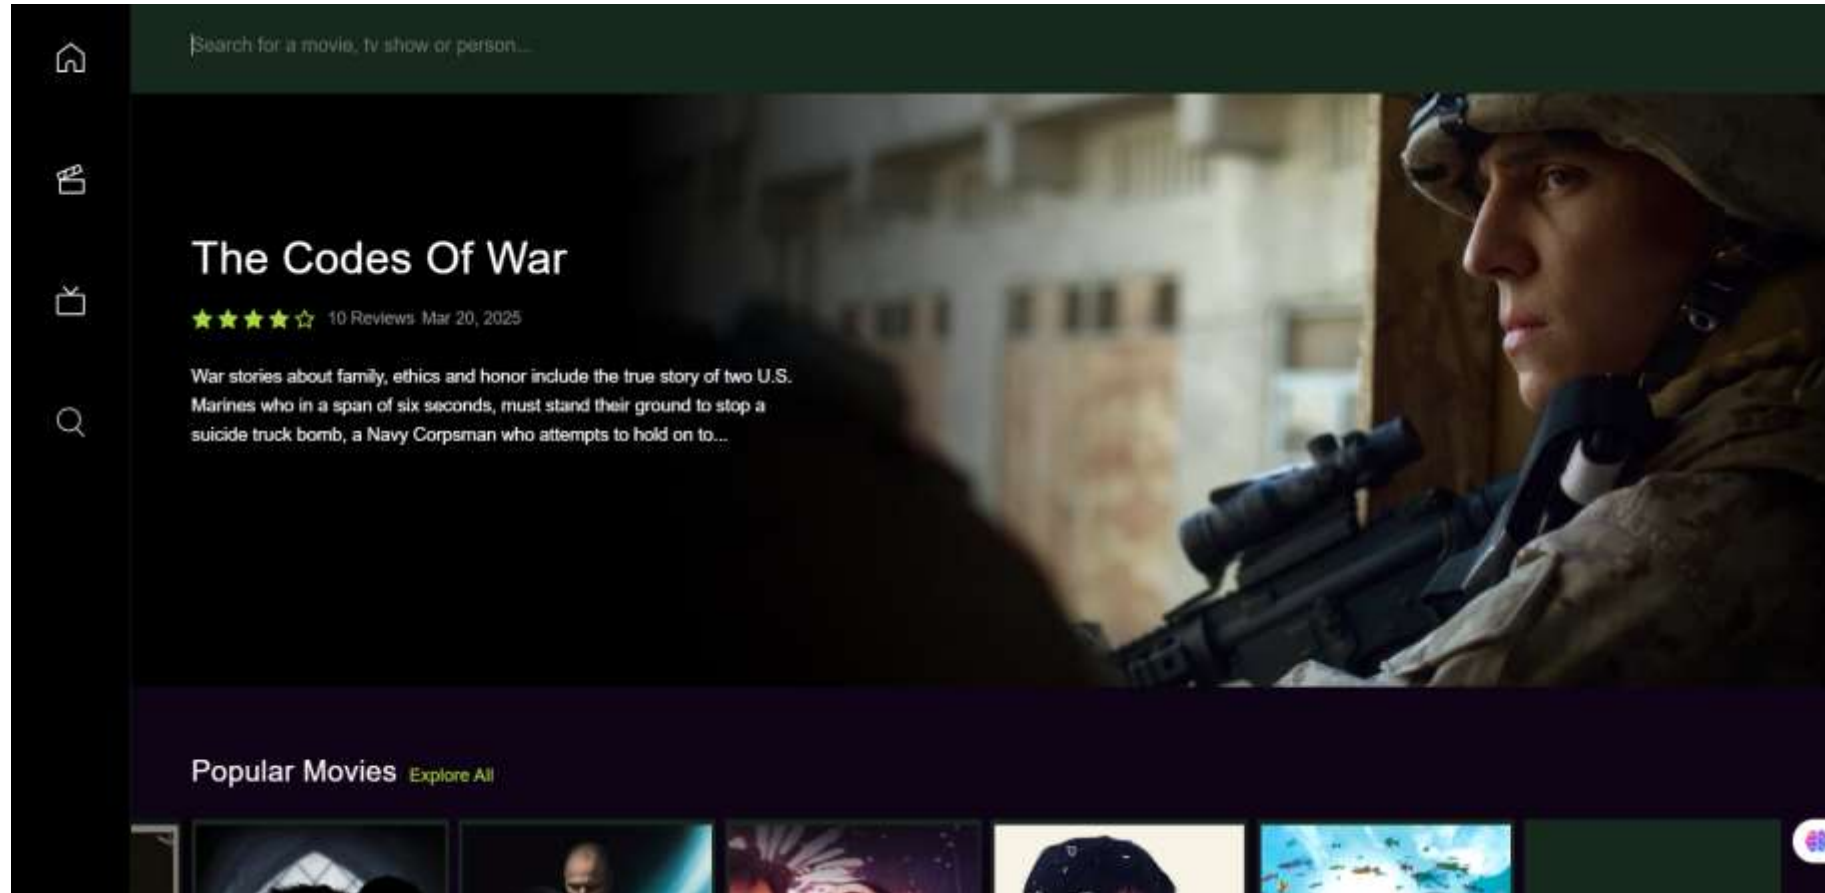 Search for a movie, tv show or person...
The Codes Of War
10 Reviews Mar 20, 2025
War stories about family, ethics and honor include the true story of two U.S.
Marines who in a span of six seconds, must stand their ground to stop a
suicide truck bomb, a Navy Corpsman who attempts to hold on to...
Popular Movies Explore All